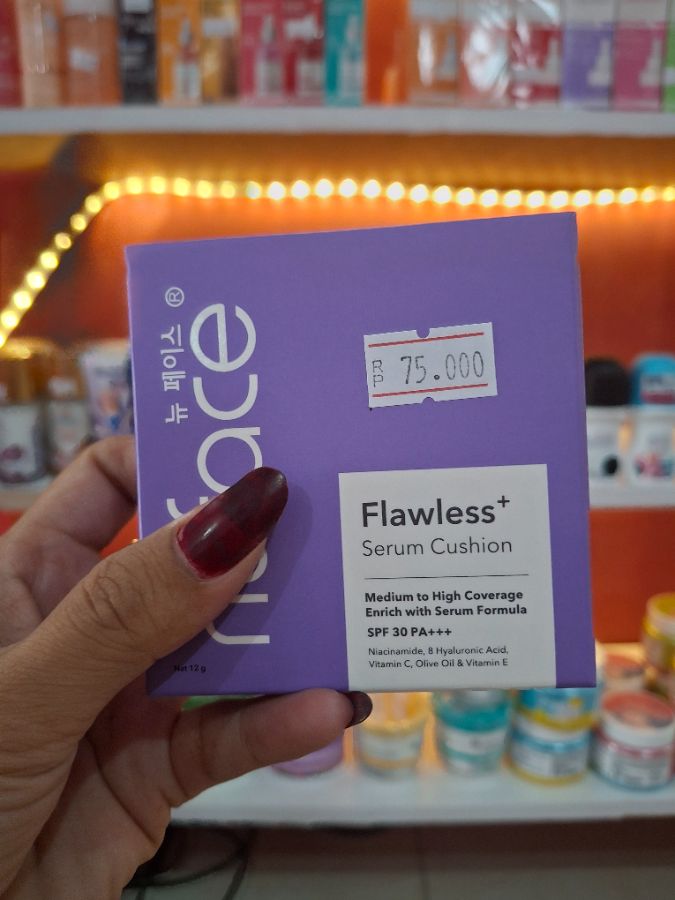 뉴 페이스 ®
face
RP 75.000
Flawless+
Serum Cushion
Medium to High Coverage
Enrich with Serum Formula
SPF 30 PA+++
Niacinamide, 8 Hyaluronic Acid,
Vitamin C, Olive Oil & Vitamin E
Net 12 g